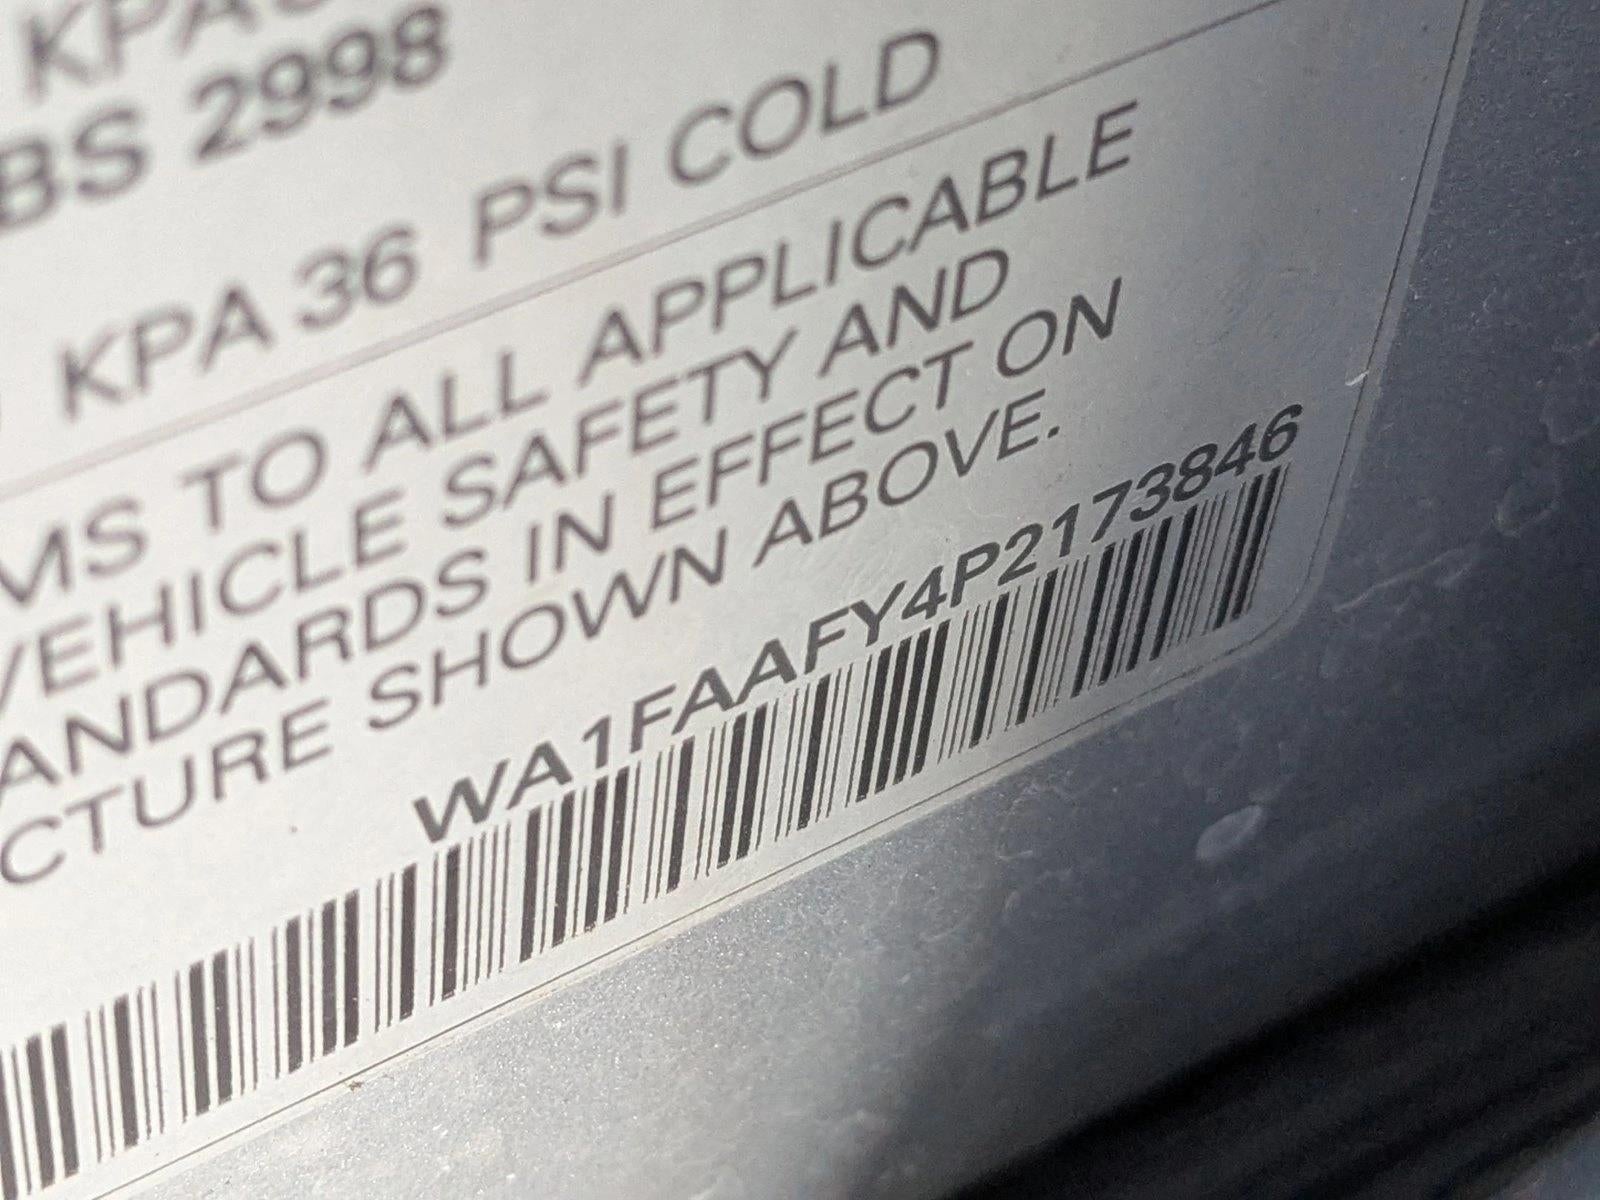 KPA
BS 2998
KPA 36 PSI COLD
MS TO ALL APPLICABLE
VEHICLE SAFETY AND
ANDARDS IN EFFECT ON
CTURE SHOWN ABOVE.
WA1FAAFY4P2173846